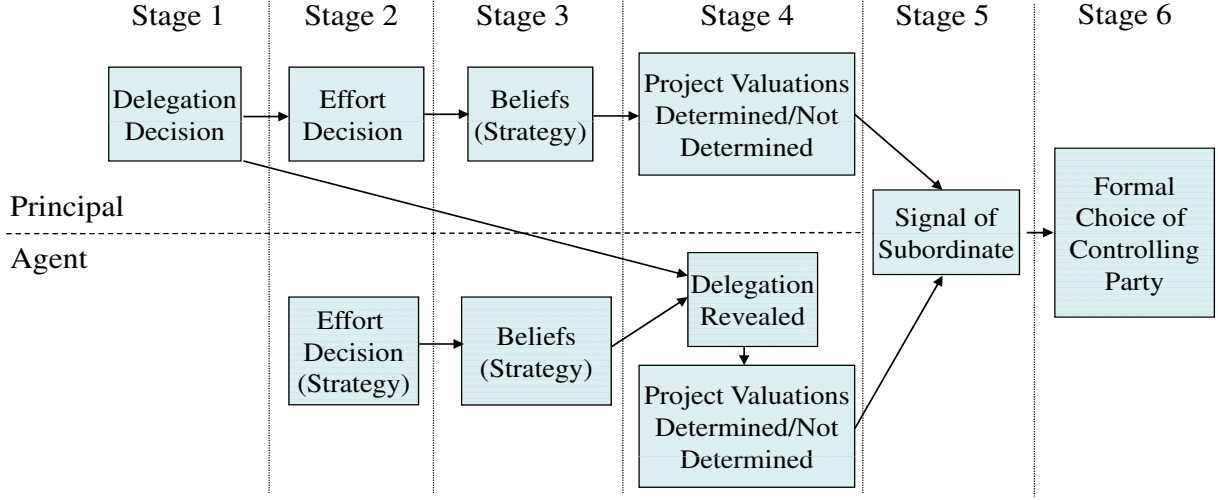 Stage 1
Stage 2
Stage 3
Stage 4
Stage 5
Stage 6
Delegation
Decision
Effort
Decision
Beliefs
(Strategy)
Project Valuations
Determined/Not
Determined
Principal
Agent
Signal of
Subordinate
Formal
Choice of
Controlling
Party
Effort
Decision
(Strategy)
Beliefs
(Strategy)
Delegation
Revealed
Project Valuations
Determined/Not
Determined